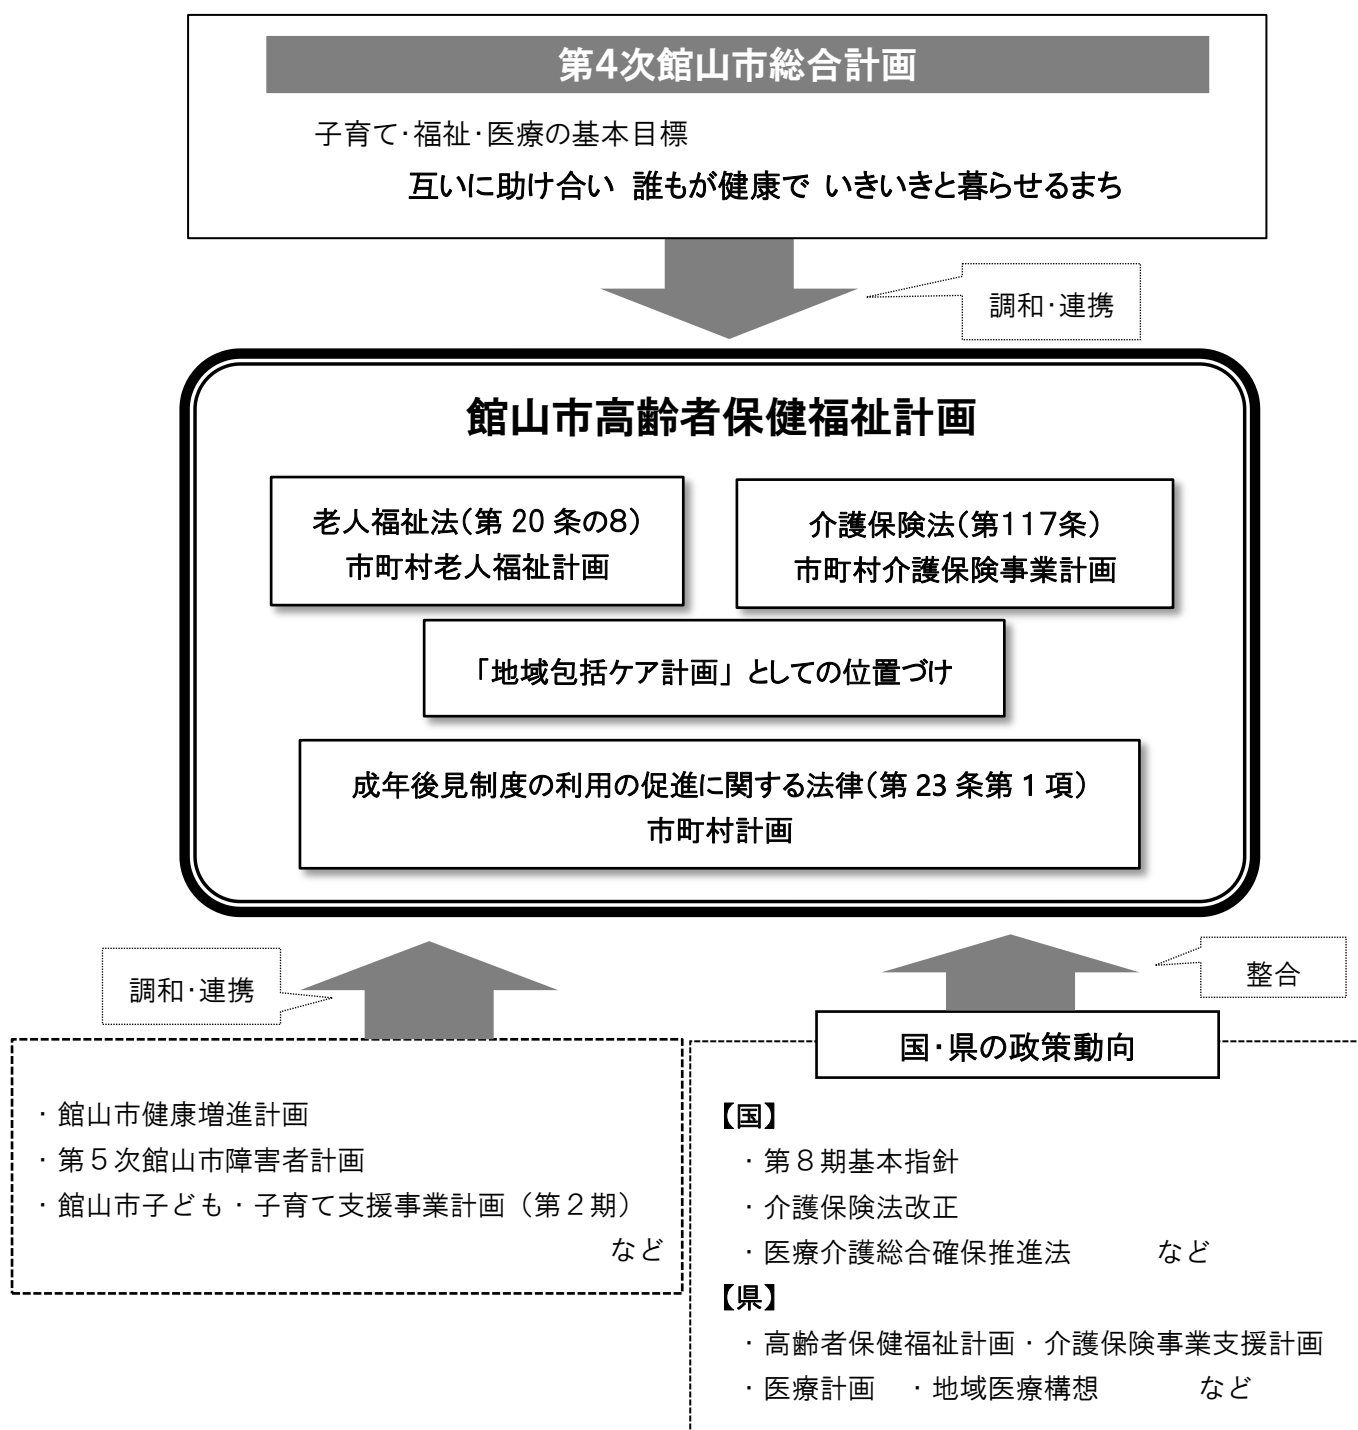 第4次館山市総合計画
子育て・福祉・医療の基本目標
互いに助け合い 誰もが健康で いきいきと暮らせるまち
調和・連携
館山市高齢者保健福祉計画
老人福祉法(第 20 条の8)
市町村老人福祉計画
介護保険法(第117条)
市町村介護保険事業計画
「地域包括ケア計画」としての位置づけ
成年後見制度の利用の促進に関する法律(第 23 条第 1 項)
市町村計画
調和・連携
整合
・館山市健康増進計画
・第５次館山市障害者計画
・館山市子ども・子育て支援事業計画（第２期）
など
国・県の政策動向
【国】
・第８期基本指針
・介護保険法改正
・医療介護総合確保推進法 など
【県】
・高齢者保健福祉計画・介護保険事業支援計画
・医療計画 ・地域医療構想 など